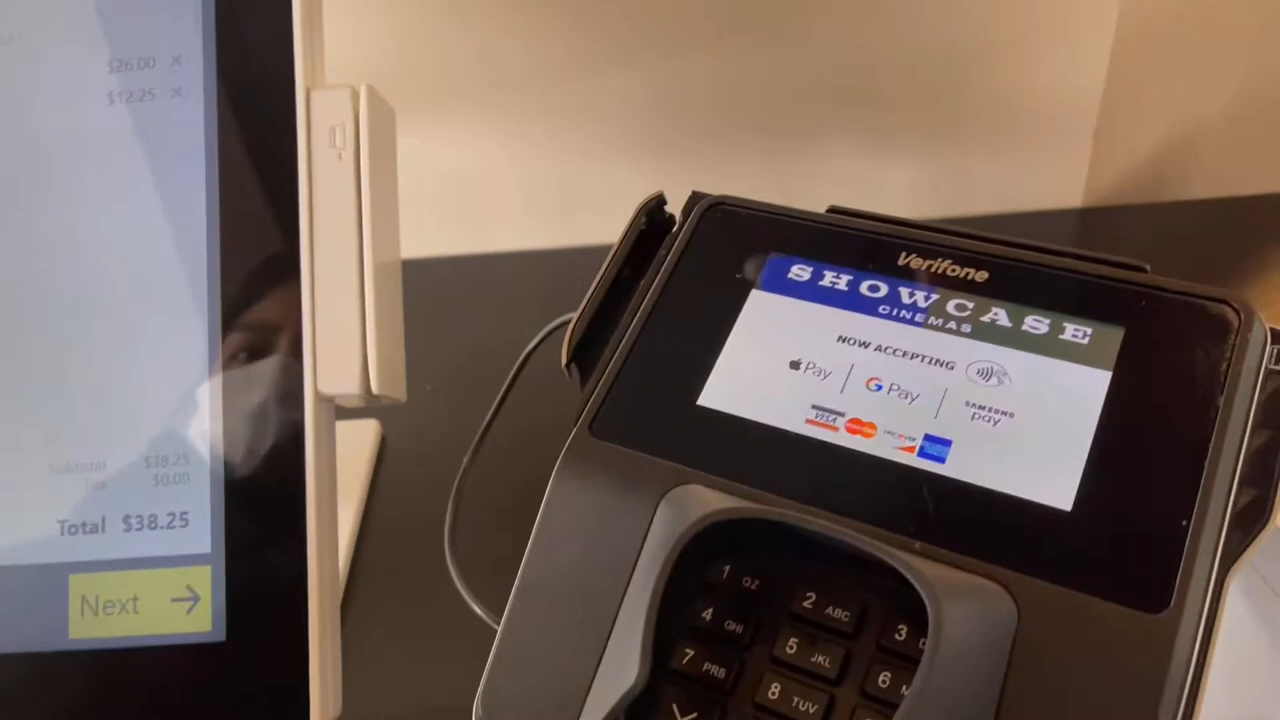 $26.00 ×
$12.25 ×
Subtotal $38.25
Tax $0.00
Total $38.25
Next →
Verifone
SHOWCASE
CINEMAS
NOW ACCEPTING
Pay | G Pay | SAMSUNG pay
VISA DISCOVER
1 QZ
2 ABC
3
4 GHI
5 JKL
6
7 PRS
8 TUV